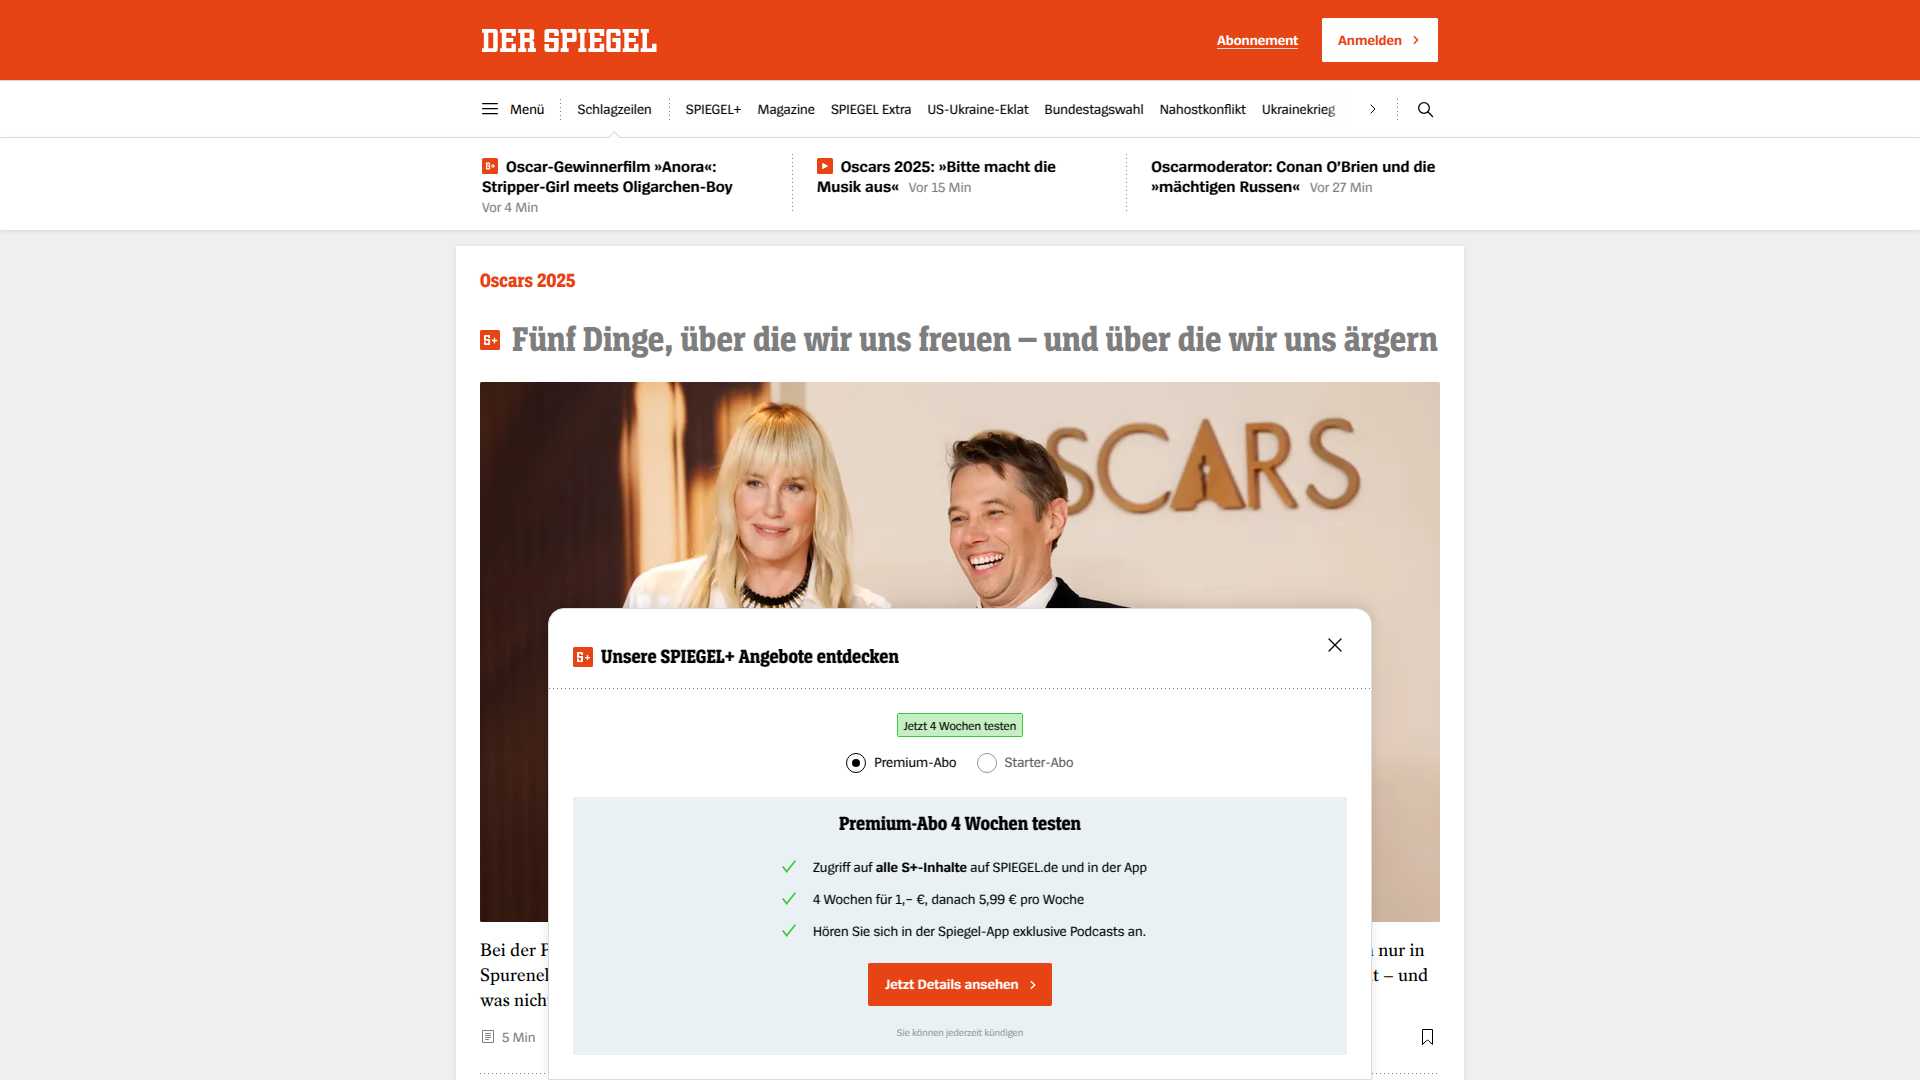 DER SPIEGEL
Abonnement
Anmelden
Menü
Schlagzeilen
SPIEGEL+
Magazine
SPIEGEL Extra
US-Ukraine-Eklat
Bundestagswahl
Nahostkonflikt
Ukrainekrieg
S+ Oscar-Gewinnerfilm »Anora«:
Stripper-Girl meets Oligarchen-Boy
Vor 4 Min
Oscars 2025: »Bitte macht die
Musik aus« Vor 15 Min
Oscarmoderator: Conan O’Brien und die
»mächtigen Russen« Vor 27 Min
Oscars 2025
S+ Fünf Dinge, über die wir uns freuen – und über die wir uns ärgern
OSCARS
S+ Unsere SPIEGEL+ Angebote entdecken
Jetzt 4 Wochen testen
Premium-Abo
Starter-Abo
Premium-Abo 4 Wochen testen
Zugriff auf alle S+-Inhalte auf SPIEGEL.de und in der App
4 Wochen für 1,– €, danach 5,99 € pro Woche
Hören Sie sich in der Spiegel-App exklusive Podcasts an.
Jetzt Details ansehen
Sie können jederzeit kündigen
Bei der
nur in
t – und
was
5 Min